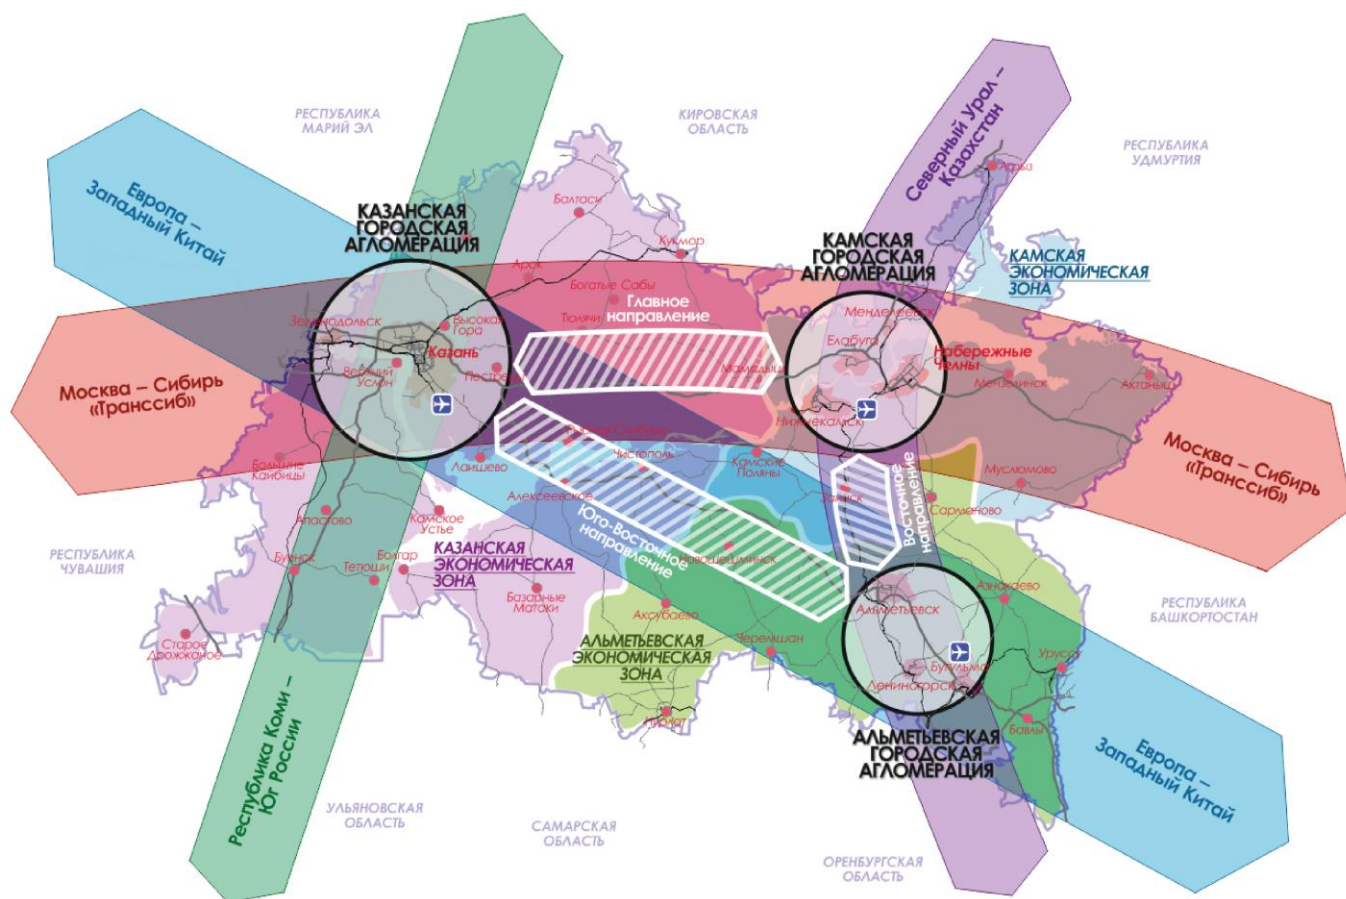 РЕСПУБЛИКА
МАРИЙ ЭЛ
КИРОВСКАЯ
ОБЛАСТЬ
Северный Урал –
Казахстан
РЕСПУБЛИКА
УДМУРТИЯ
Агрыз
Европа –
Западный Китай
Балтаси
КАЗАНСКАЯ
ГОРОДСКАЯ
АГЛОМЕРАЦИЯ
Кукмор
КАМСКАЯ
ГОРОДСКАЯ
АГЛОМЕРАЦИЯ
КАМСКАЯ
ЭКОНОМИЧЕСКАЯ
ЗОНА
Арск
Богатые Сабы
Главное
направление
Тюлячи
Менделеевск
Зеленодольск
Высокая
Гора
Казань
Верхний
Услон
Пестрецы
Мамадыш
Елабуга
Набережные
Челны
Мензелинск
Актаныш
Москва – Сибирь
«Транссиб»
Нижнекамск
Москва – Сибирь
«Транссиб»
Рыбная Слобода
Большие
Кайбицы
Лаишево
Чистополь
Камские
Поляны
Муслюмово
Алексеевское
Заинск
Сарманово
Восточное
направление
Апастово
Камское
Устье
Юго-Восточное
направление
Новошешминск
РЕСПУБЛИКА
ЧУВАШИЯ
КАЗАНСКАЯ
ЭКОНОМИЧЕСКАЯ
ЗОНА
Буинск
Тетюши
Болгар
Базарные
Матаки
Аксубаево
Альметьевск
Азнакаево
РЕСПУБЛИКА
БАШКОРТОСТАН
Старое
Дрожжаное
АЛЬМЕТЬЕВСКАЯ
ЭКОНОМИЧЕСКАЯ
ЗОНА
Черемшан
Бугульма
Лениногорск
Уруссу
Нурлат
Бавлы
АЛЬМЕТЬЕВСКАЯ
ГОРОДСКАЯ
АГЛОМЕРАЦИЯ
Европа –
Западный Китай
Республика Коми –
Юг России
УЛЬЯНОВСКАЯ
ОБЛАСТЬ
САМАРСКАЯ
ОБЛАСТЬ
ОРЕНБУРГСКАЯ
ОБЛАСТЬ